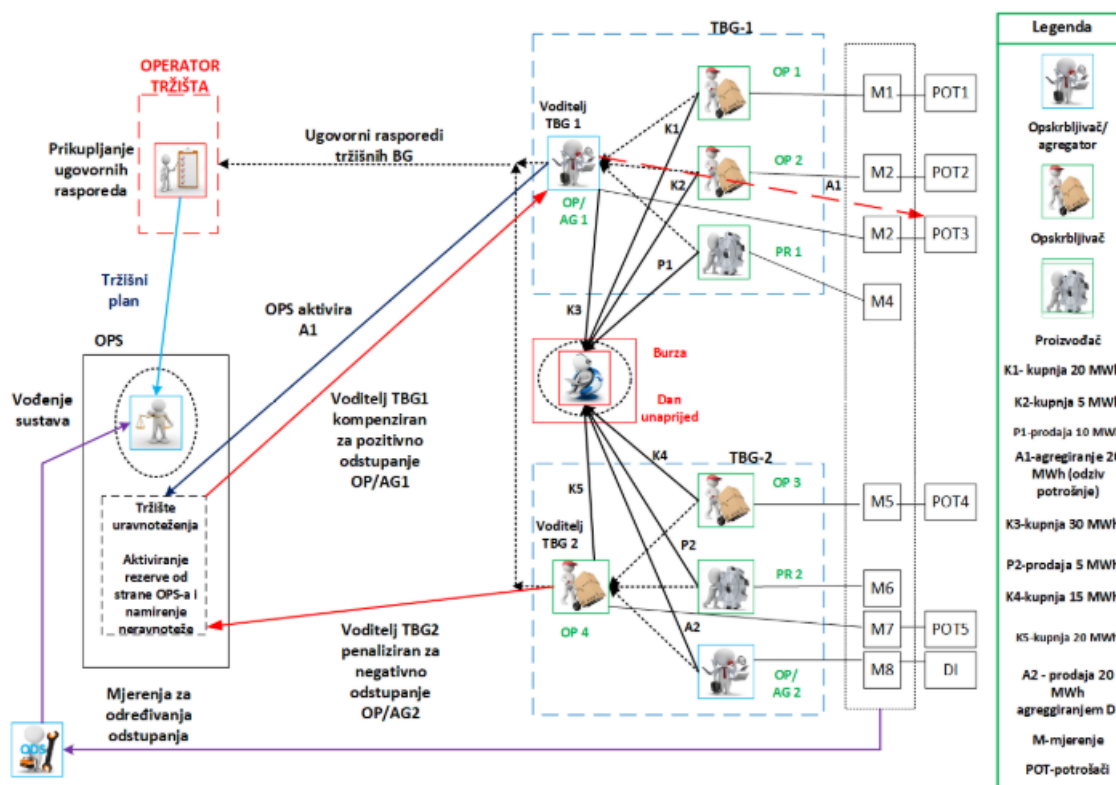 TBG-1
OPERATOR
TRŽIŠTA
Prikupljanje
ugovornih
rasporeda
Ugovorni rasporedi
tržišnih BG
Voditelj
TBG 1
OP/
AG 1
OP 1
OP 2
PR 1
K1
K2
P1
K3
A1
M1
POT1
M2
POT2
M2
POT3
M4
Tržišni
plan
OPS aktivira
A1
OPS
Vođenje
sustava
Voditelj TBG1
kompenziran
za pozitivno
odstupanje
OP/AG1
Burza
Dan
unaprijed
TBG-2
K4
K5
P2
A2
Voditelj
TBG 2
OP 4
OP 3
PR 2
OP/
AG 2
M5
POT4
M6
M7
POT5
M8
DI
Tržište
uravnoteženja
Aktiviranje
rezerve od
strane OPS-a i
namirenje
neravnoteže
Voditelj TBG2
penaliziran za
negativno
odstupanje
OP/AG2
Mjerenja za
određivanja
odstupanja
ODS
Legenda
Opskrbljivač/
agregator
Opskrbljivač
Proizvođač
K1- kupnja 20 MWh
K2-kupnja 5 MWh
P1-prodaja 10 MWh
A1-agregiranje 20
MWh (odziv
potrošnje)
K3-kupnja 30 MWh
P2-prodaja 5 MWh
K4-kupnja 15 MWh
K5-kupnja 20 MWh
A2 - prodaja 20
MWh
agreggiranjem D
M-mjerenje
POT-potrošači